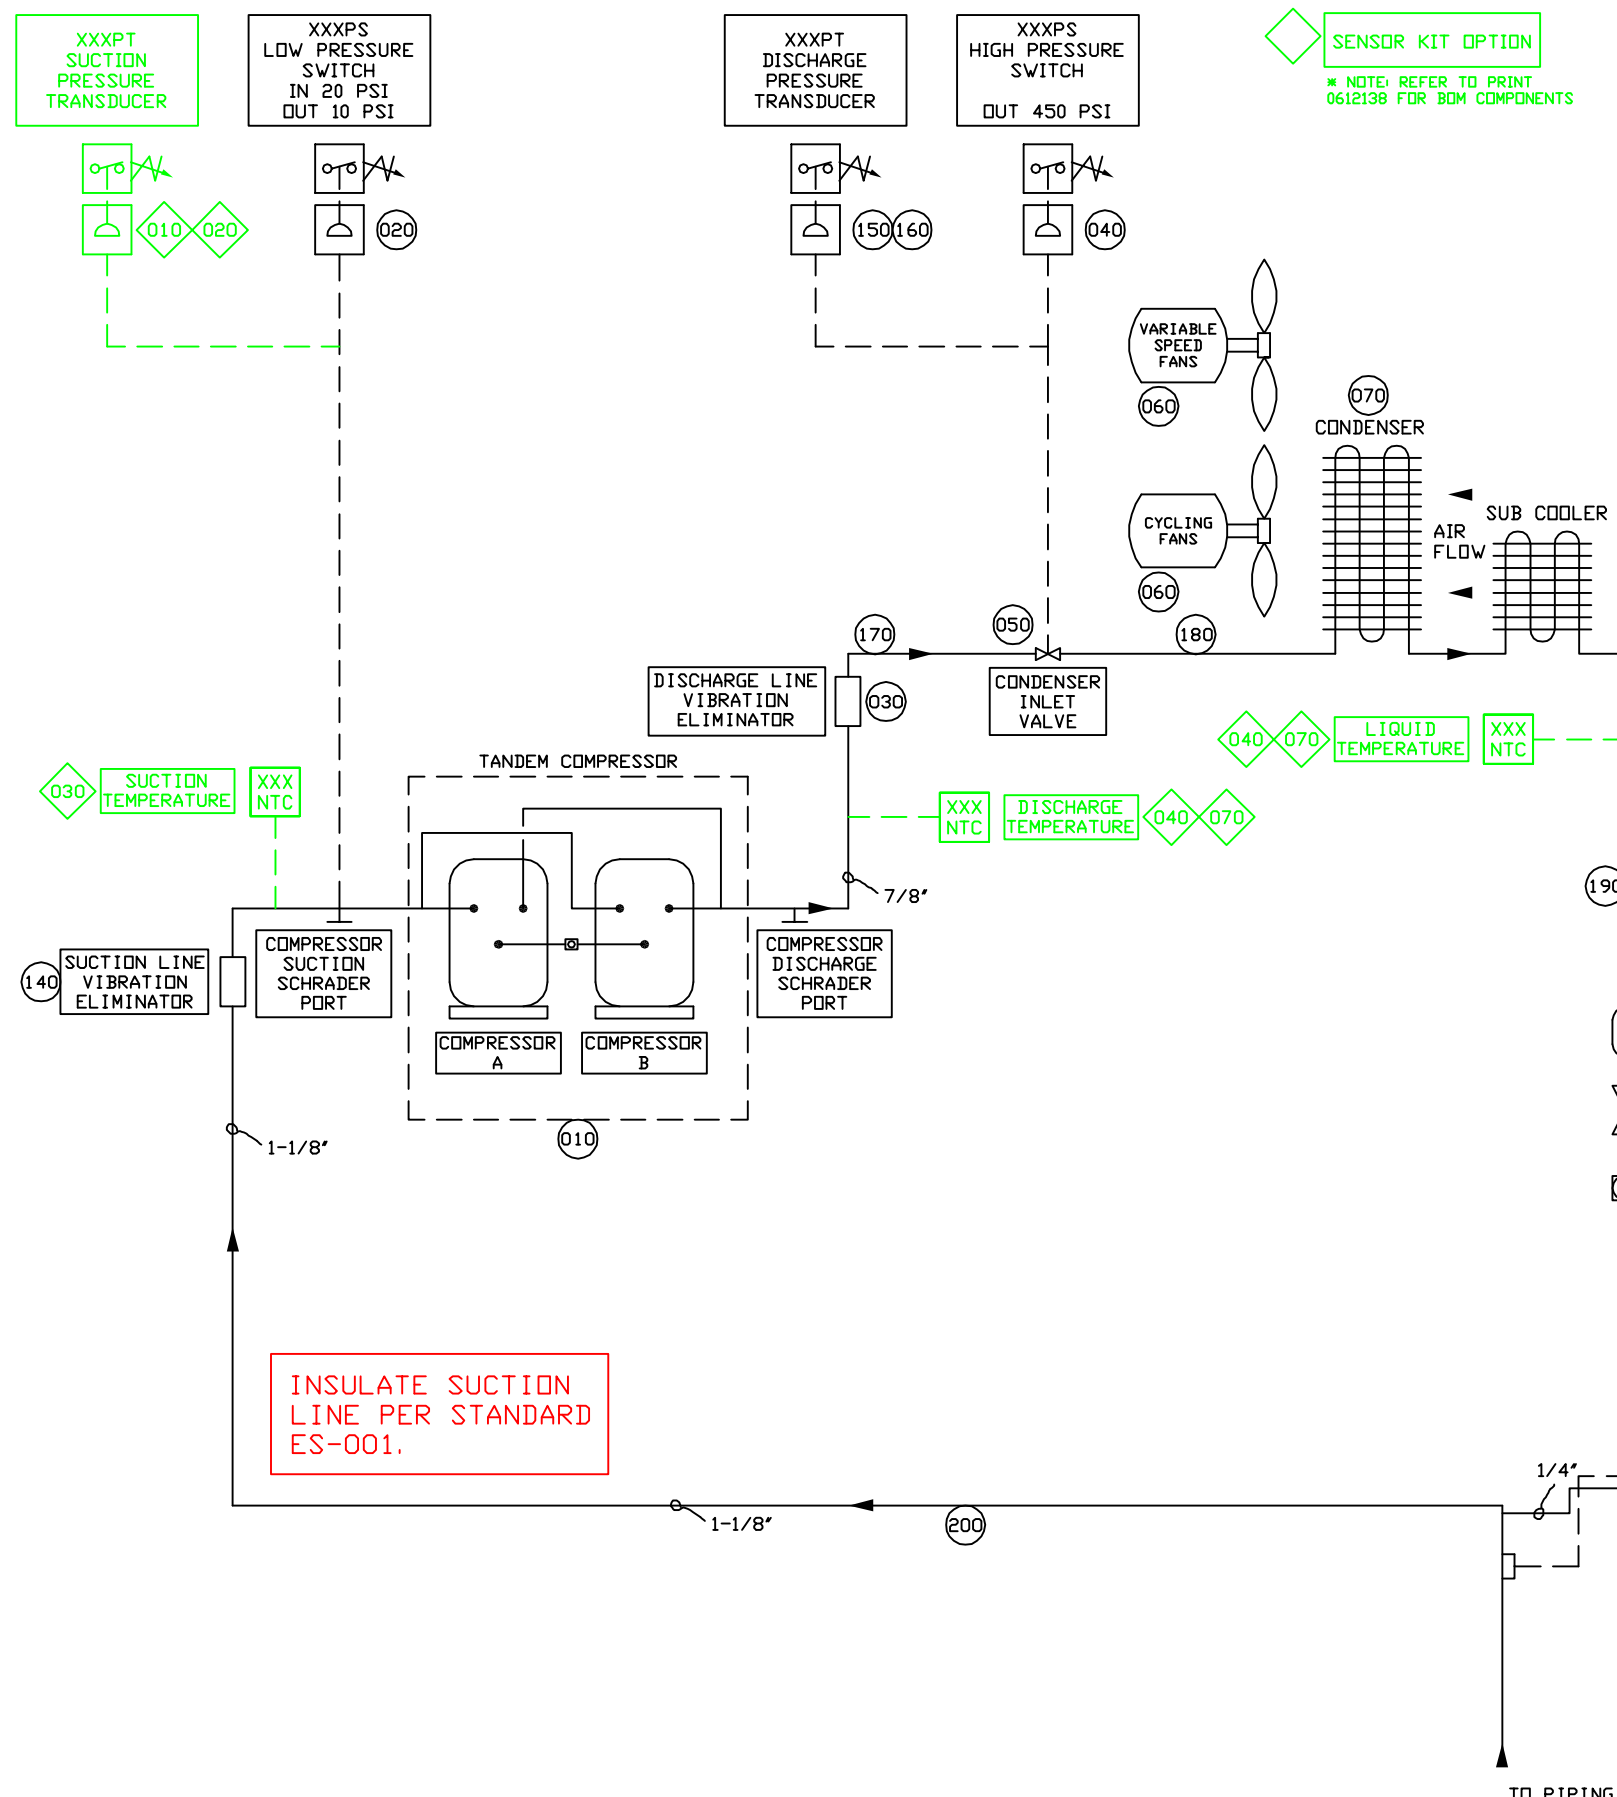 XXXPT
SUCTION
PRESSURE
TRANSDUCER
XXXPS
LOW PRESSURE
SWITCH
IN 20 PSI
OUT 10 PSI
XXXPT
DISCHARGE
PRESSURE
TRANSDUCER
XXXPS
HIGH PRESSURE
SWITCH
OUT 450 PSI
SENSOR KIT OPTION
* NOTE: REFER TO PRINT
0612138 FOR BOM COMPONENTS
010
020
020
150
160
040
VARIABLE
SPEED
FANS
060
070
CONDENSER
CYCLING
FANS
060
AIR
FLOW
SUB COOLER
170
050
180
DISCHARGE LINE
VIBRATION
ELIMINATOR
030
CONDENSER
INLET
VALVE
040
070
LIQUID
TEMPERATURE
XXX
NTC
030
SUCTION
TEMPERATURE
XXX
NTC
TANDEM COMPRESSOR
XXX
NTC
DISCHARGE
TEMPERATURE
040
070
7/8"
190
140
SUCTION LINE
VIBRATION
ELIMINATOR
COMPRESSOR
SUCTION
SCHRADER
PORT
COMPRESSOR
DISCHARGE
SCHRADER
PORT
COMPRESSOR
A
COMPRESSOR
B
010
1-1/8"
INSULATE SUCTION
LINE PER STANDARD
ES-001.
1-1/8"
200
1/4"
TO PIPING